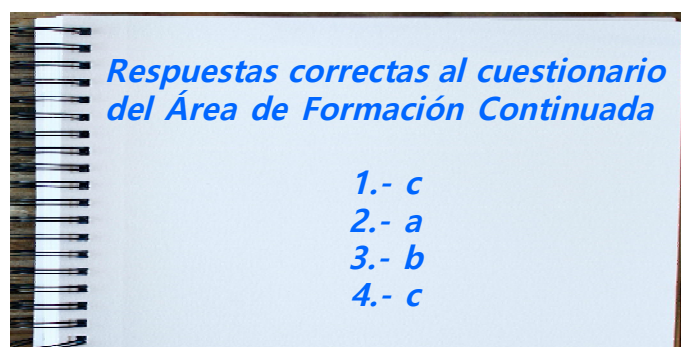 Respuestas correctas al cuestionario
del Área de Formación Continuada
1.- c
2.- a
3.- b
4.- c